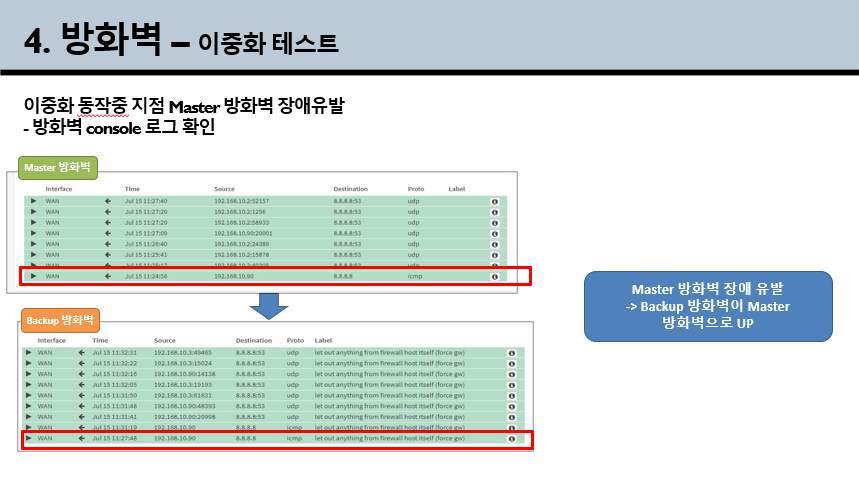 4. 방화벽 – 이중화 테스트
이중화 동작중 지점 Master 방화벽 장애유발
- 방화벽 console 로그 확인
Master 방화벽
Interface Time Source Destination Proto Label
WAN Jul 15 11:27:40 192.168.10.2:52157 8.8.8.8:53 udp
WAN Jul 15 11:27:20 192.168.10.2:1256 8.8.8.8:53 udp
WAN Jul 15 11:27:20 192.168.10.2:58933 8.8.8.8:53 udp
WAN Jul 15 11:27:09 192.168.10.90:20001 8.8.8.8:53 udp
WAN Jul 15 11:26:40 192.168.10.2:24389 8.8.8.8:53 udp
WAN Jul 15 11:25:41 192.168.10.2:15878 8.8.8.8:53 udp
WAN Jul 15 8.8.8.8:53 udp
WAN Jul 15 11:24:56 192.168.10.90 8.8.8.8 icmp
Backup 방화벽
Interface Time Source Destination Proto Label
WAN Jul 15 11:32:31 192.168.10.3:49465 8.8.8.8:53 udp let out anything from firewall host itself (force gw)
WAN Jul 15 11:32:22 192.168.10.3:15024 8.8.8.8:53 udp let out anything from firewall host itself (force gw)
WAN Jul 15 11:32:16 192.168.10.90:14138 8.8.8.8:53 udp let out anything from firewall host itself (force gw)
WAN Jul 15 11:32:05 192.168.10.3:19193 8.8.8.8:53 udp let out anything from firewall host itself (force gw)
WAN Jul 15 11:31:50 192.168.10.3:61631 8.8.8.8:53 udp let out anything from firewall host itself (force gw)
WAN Jul 15 11:31:48 192.168.10.90:48393 8.8.8.8:53 udp let out anything from firewall host itself (force gw)
WAN Jul 15 11:31:41 192.168.10.90:20998 8.8.8.8:53 udp let out anything from firewall host itself (force gw)
WAN Jul 15 11:31:19 192.168.10.90 8.8.8.8 icmp let out anything from firewall host itself (force gw)
WAN Jul 15 11:27:48 192.168.10.90 8.8.8.8 icmp let out anything from firewall host itself (force gw)
Master 방화벽 장애 유발
-> Backup 방화벽이 Master
방화벽으로 UP